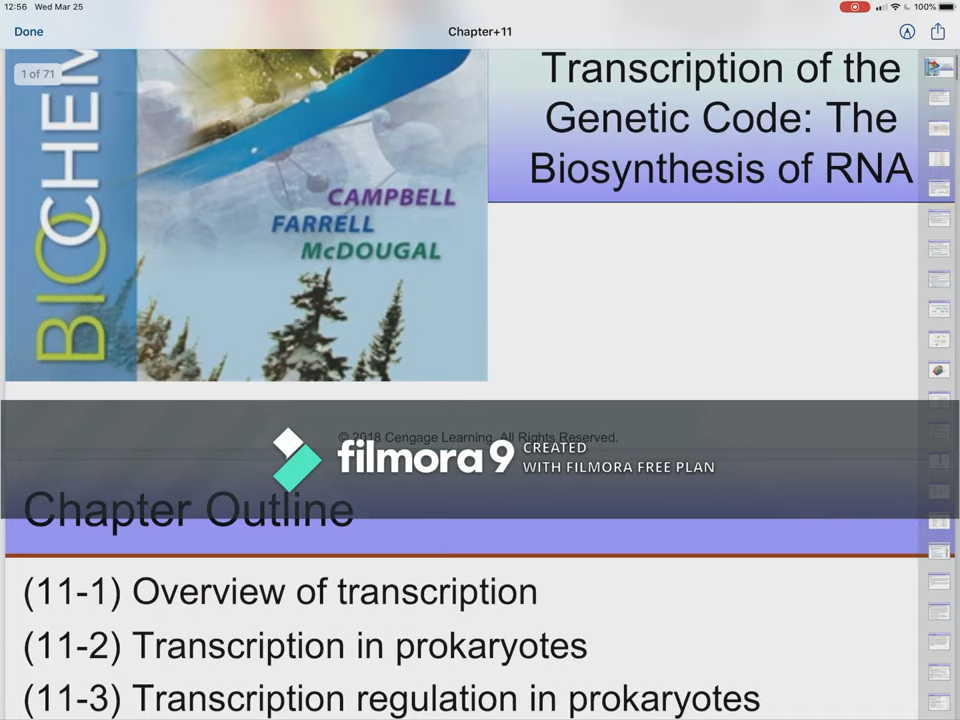 12:56 Wed Mar 25
100%
Done
Chapter+11
1 of 71
BIOCHEM
CAMPBELL
FARRELL
McDOUGAL
Transcription of the
Genetic Code: The
Biosynthesis of RNA
© 2018 Cengage Learning. All Rights Reserved.
filmora9 CREATED
WITH FILMORA FREE PLAN
Chapter Outline
(11-1) Overview of transcription
(11-2) Transcription in prokaryotes
(11-3) Transcription regulation in prokaryotes